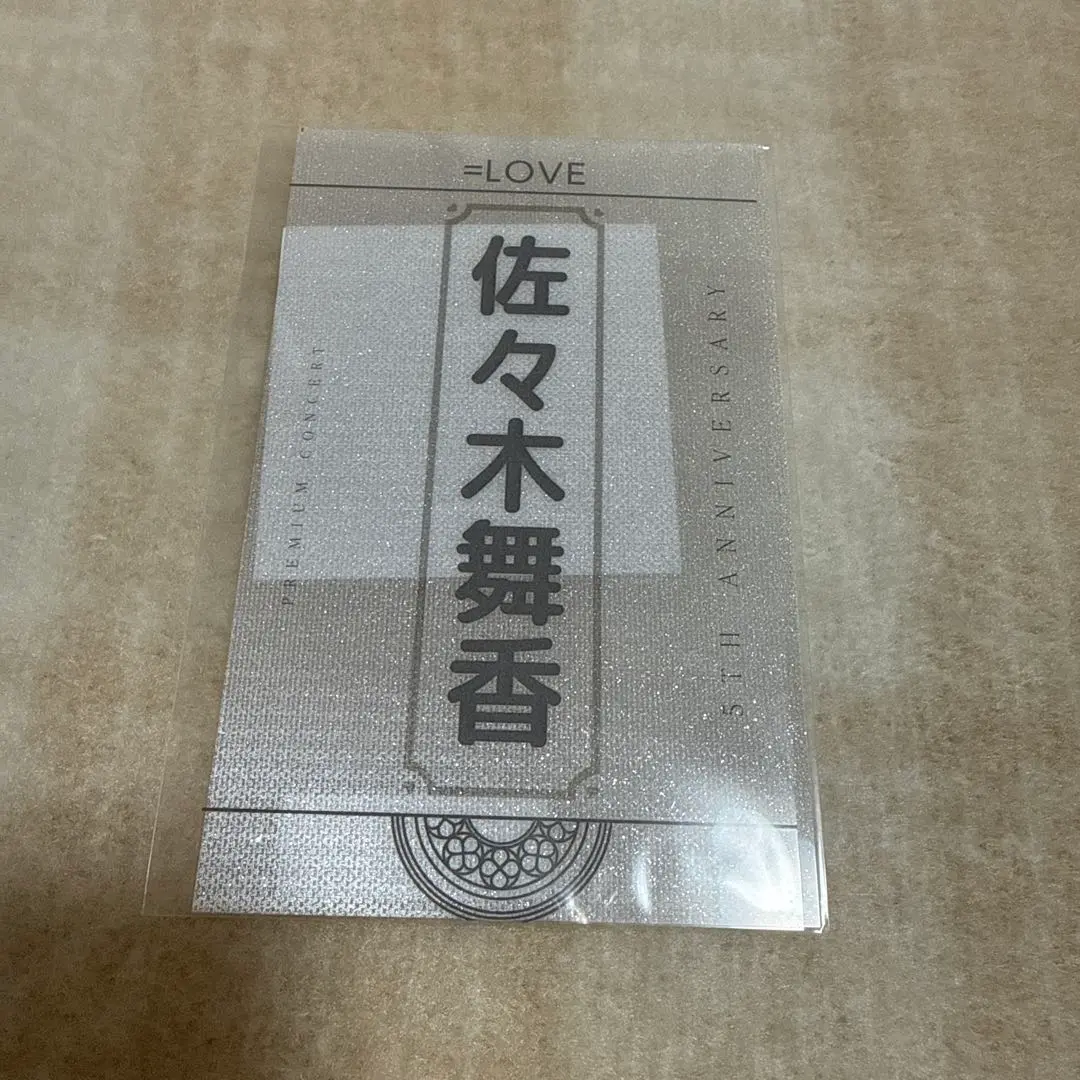 =LOVE
佐々木舞香
PREMIUM CONCERT
5TH ANNIVERSARY